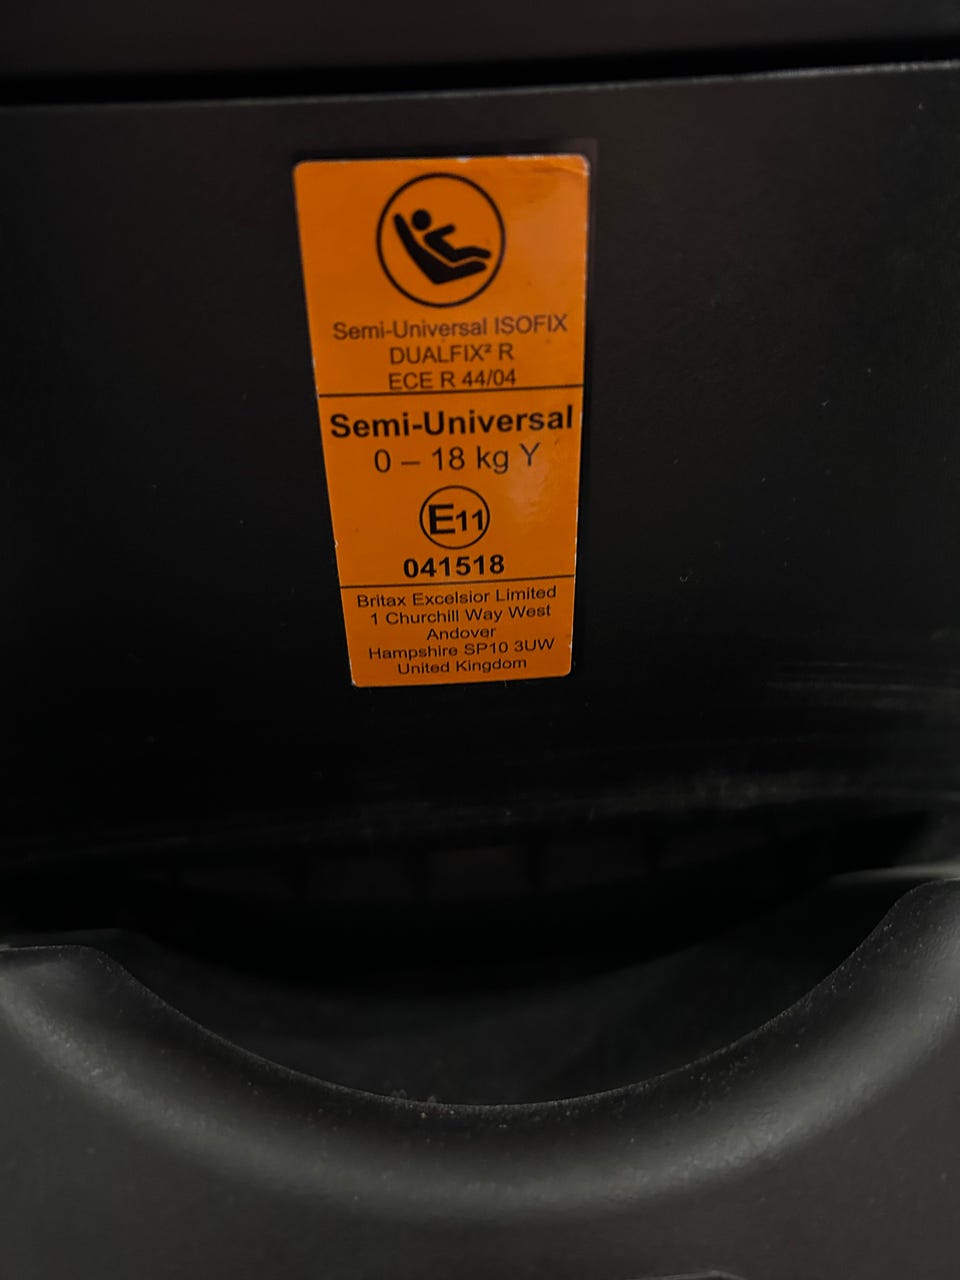 Semi-Universal ISOFIX
DUALFIX² R
ECE R 44/04
Semi-Universal
0 – 18 kg Y
E11
041518
Britax Excelsior Limited
1 Churchill Way West
Andover
Hampshire SP10 3UW
United Kingdom